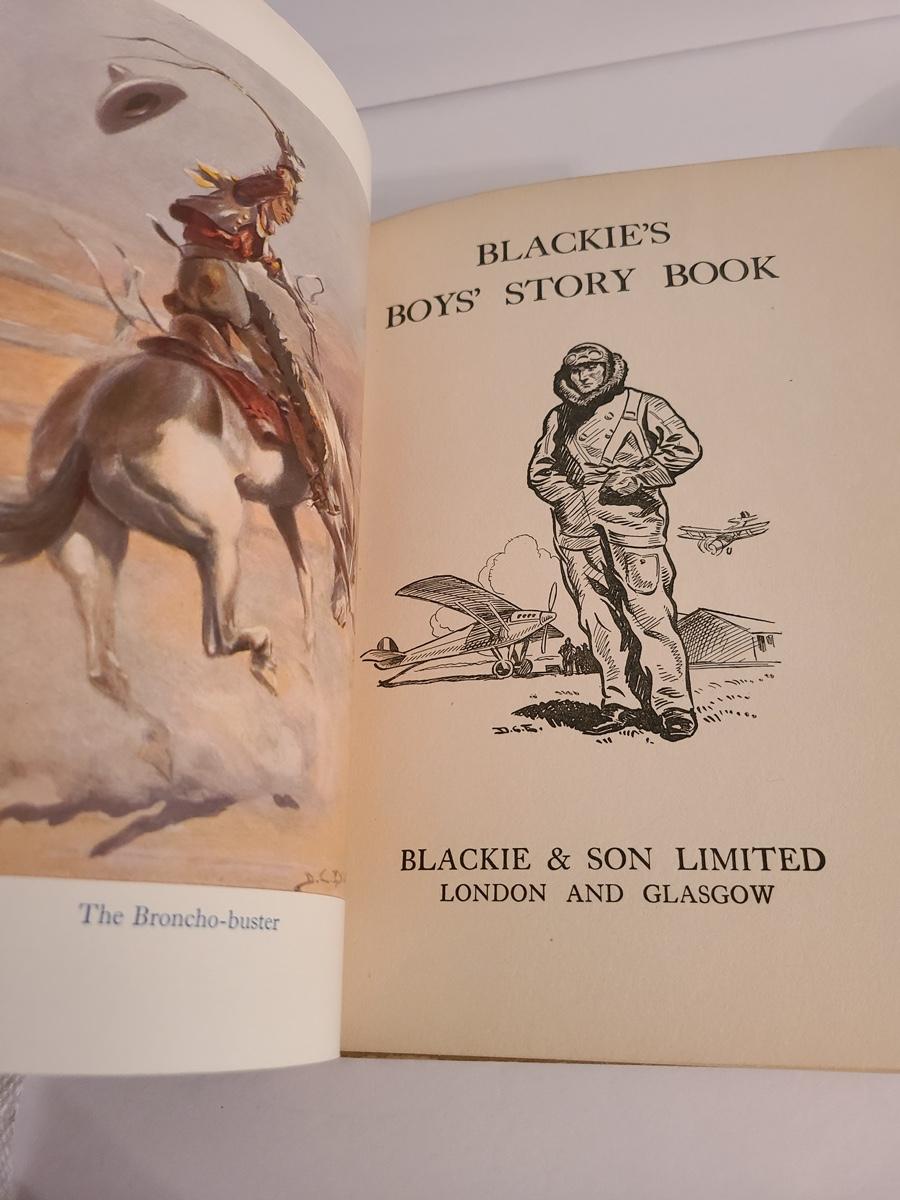 The Broncho-buster
BLACKIE'S
BOYS' STORY BOOK
BLACKIE & SON LIMITED
LONDON AND GLASGOW